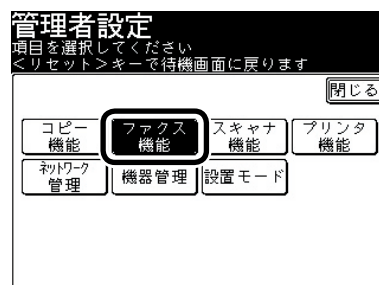 管理者設定
項目を選択してください
<リセット>キーで待機画面に戻ります
閉じる
コピー機能
ファクス機能
スキャナ機能
プリンタ機能
ネットワーク管理
機器管理
設置モード